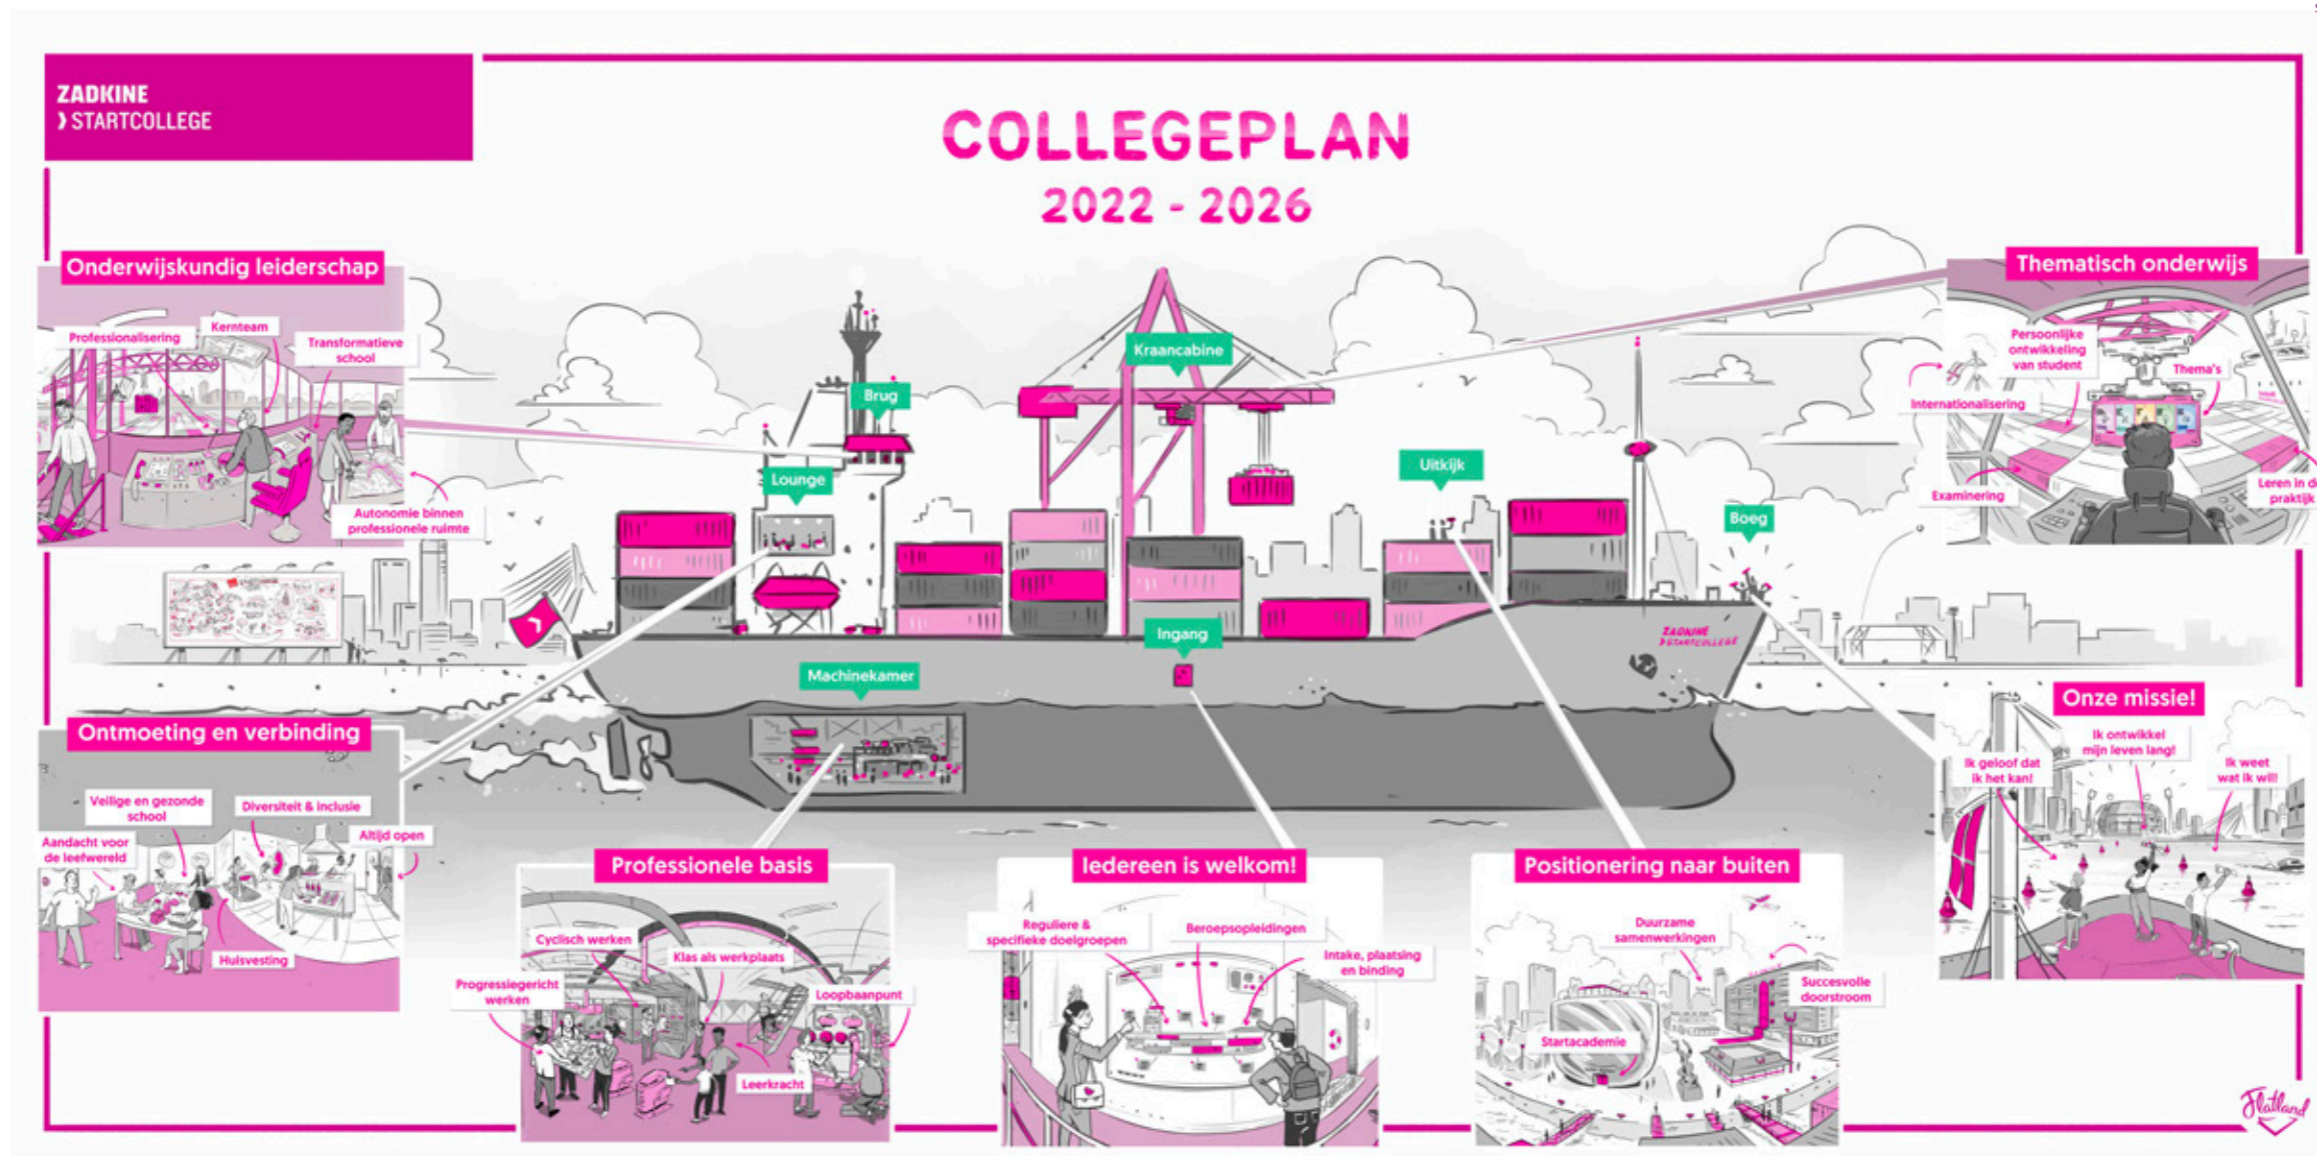 ZADKINE
STARTCOLLEGE
COLLEGEPLAN
2022 - 2026
Onderwijskundig leiderschap
Professionalisering
Kernteam
Transformatieve
school
Autonomie binnen
professionele ruimte
Brug
Lounge
Kraancabine
Uitkijk
Boeg
Ingang
Machinekamer
ZADKINE
STARTCOLLEGE
Thematisch onderwijs
Persoonlijke
ontwikkeling
van student
Thema's
Internationalisering
Examinering
Leren in d
praktijk
Ontmoeting en verbinding
Veilige en gezonde
school
Diversiteit & inclusie
Aandacht voor
de leefwereld
Altijd open
Huisvesting
Professionele basis
Cyclisch werken
Klas als werkplaats
Progressiegericht
werken
Loopbaanpunt
Leerkracht
Iedereen is welkom!
Reguliere &
specifieke doelgroepen
Beroepsopleidingen
Intake, plaatsing
en binding
Positionering naar buiten
Duurzame
samenwerkingen
Succesvolle
doorstroom
Startacademie
Onze missie!
Ik ontwikkel
mijn leven lang!
Ik geloof dat
ik het kan!
Ik weet
wat ik wil!
Flatland